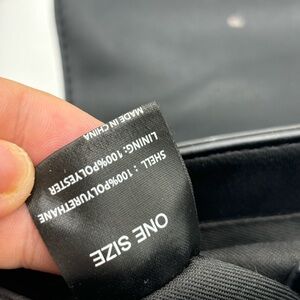 ONE SIZE
SHELL : 100%POLYURETHANE
LINING: 100%POLYESTER
MADE IN CHINA